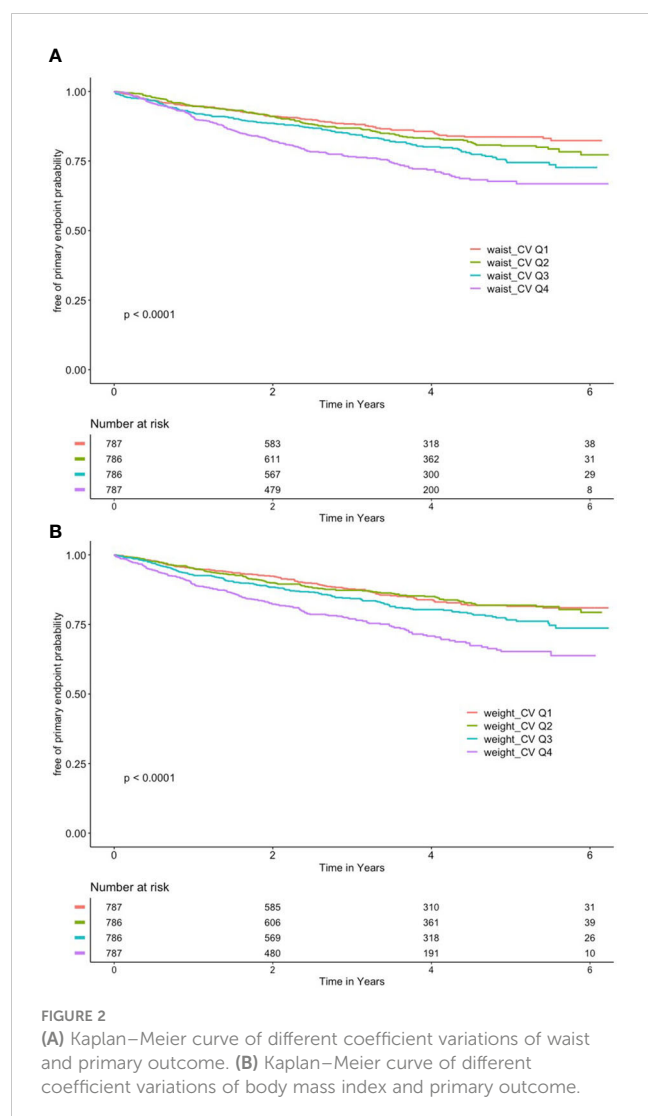 A
1.00
0.75
0.50
0.25
0.00
free of primary endpoint prabability
waist_CV Q1
waist_CV Q2
waist_CV Q3
waist_CV Q4
p < 0.0001
0 2 4 6
Time in Years
Number at risk
787 583 318 38
786 611 362 31
786 567 300 29
787 479 200 8
0 2 4 6
Time in Years
B
1.00
0.75
0.50
0.25
0.00
free of primary endpoint prabability
weight_CV Q1
weight_CV Q2
weight_CV Q3
weight_CV Q4
p < 0.0001
0 2 4 6
Time in Years
Number at risk
787 585 310 31
786 606 361 39
786 569 318 26
787 480 191 10
0 2 4 6
Time in Years
FIGURE 2
(A) Kaplan–Meier curve of different coefficient variations of waist
and primary outcome. (B) Kaplan–Meier curve of different
coefficient variations of body mass index and primary outcome.